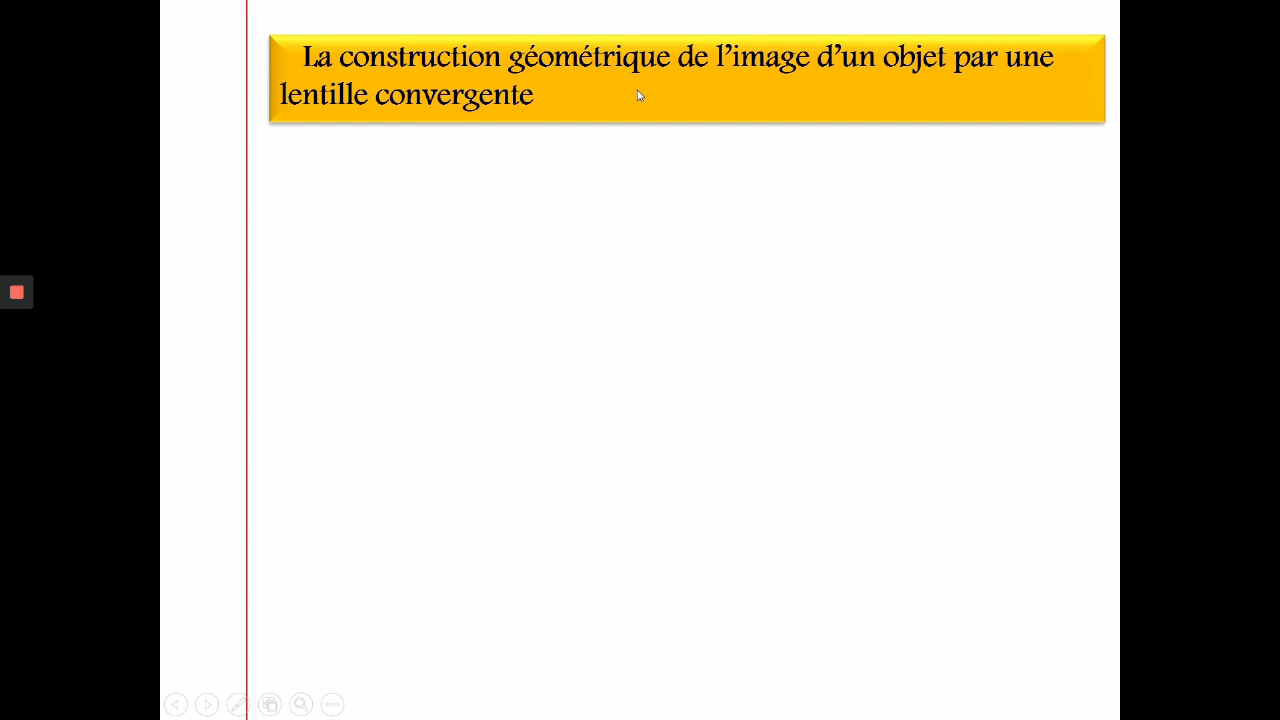 La construction géométrique de l’image d’un objet par une
lentille convergente